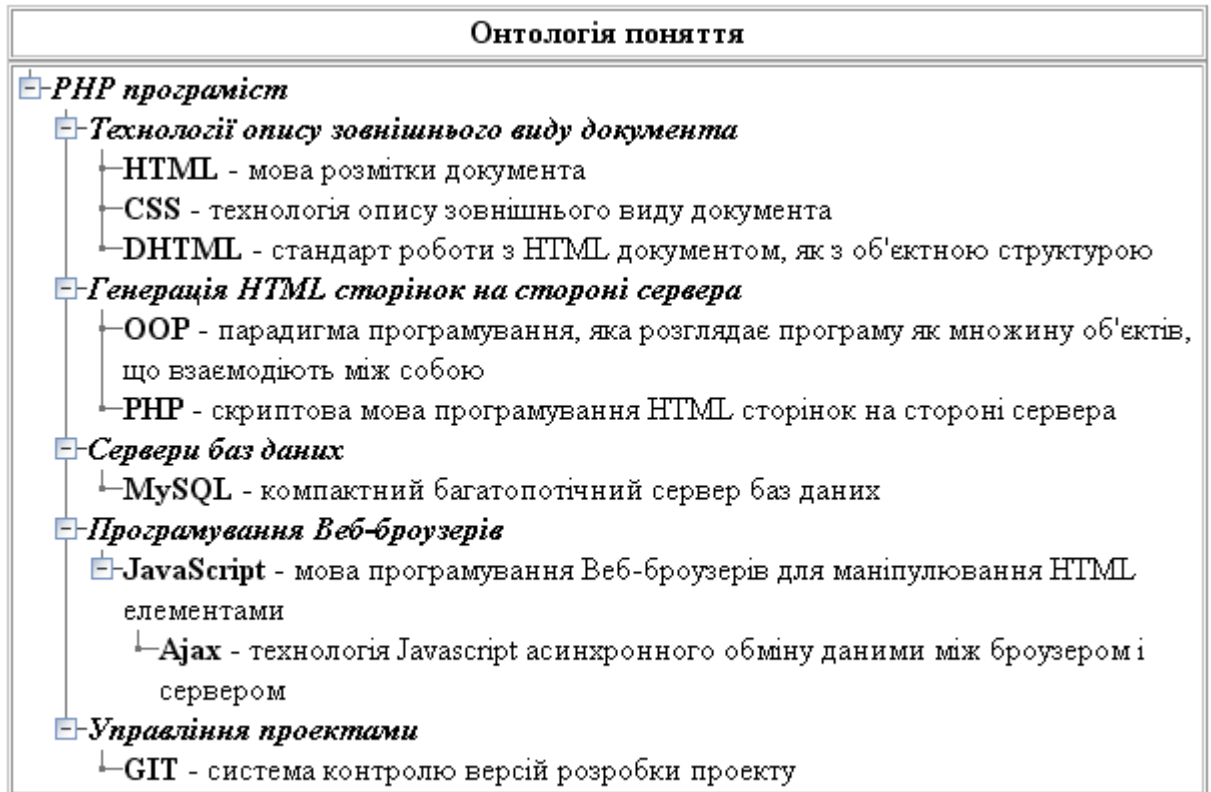 Онтологія поняття
PHP програміст
Технології опису зовнішнього виду документа
HTML - мова розмітки документа
CSS - технологія опису зовнішнього виду документа
DHTML - стандарт роботи з HTML документом, як з об'єктною структурою
Генерація HTML сторінок на стороні сервера
OOP - парадигма програмування, яка розглядає програму як множину об'єктів,
що взаємодіють між собою
PHP - скриптова мова програмування HTML сторінок на стороні сервера
Сервери баз даних
MySQL - компактний багатопотічний сервер баз даних
Програмування Веб-броузерів
JavaScript - мова програмування Веб-броузерів для маніпулювання HTML
елементами
Ajax - технологія Javascript асинхронного обміну даними між броузером і
сервером
Управління проектами
GIT - система контролю версій розробки проекту